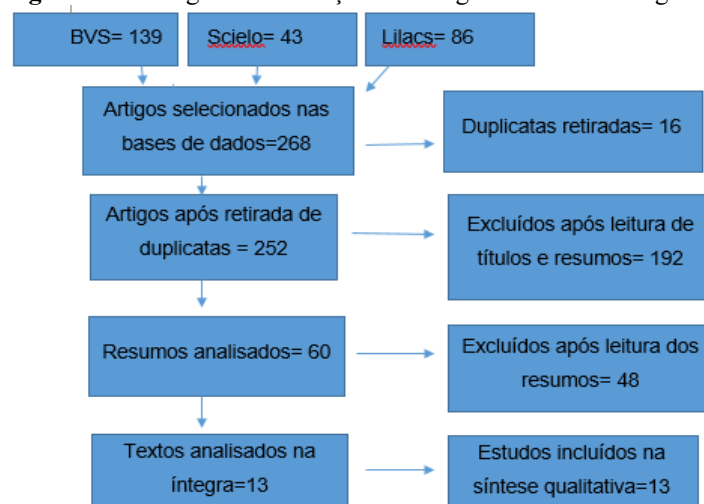 BVS= 139
Scielo= 43
Lilacs= 86
Artigos selecionados nas
bases de dados=268
Duplicatas retiradas= 16
Artigos após retirada de
duplicatas = 252
Excluídos após leitura de
títulos e resumos= 192
Resumos analisados= 60
Excluídos após leitura dos
resumos= 48
Textos analisados na
íntegra=13
Estudos incluídos na
síntese qualitativa=13